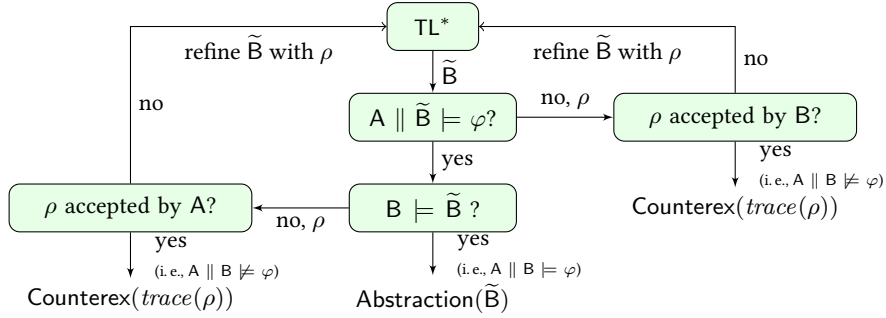 TL*
refine B̃ with ρ
refine B̃ with ρ
B̃
no
no
A ∥ B̃ ⊨ φ?
no, ρ
ρ accepted by B?
yes
yes
(i. e., A ∥ B ⊭ φ)
Counterex(trace(ρ))
ρ accepted by A?
no, ρ
B ⊨ B̃ ?
yes
(i. e., A ∥ B ⊭ φ)
Counterex(trace(ρ))
yes
(i. e., A ∥ B ⊨ φ)
Abstraction(B̃)